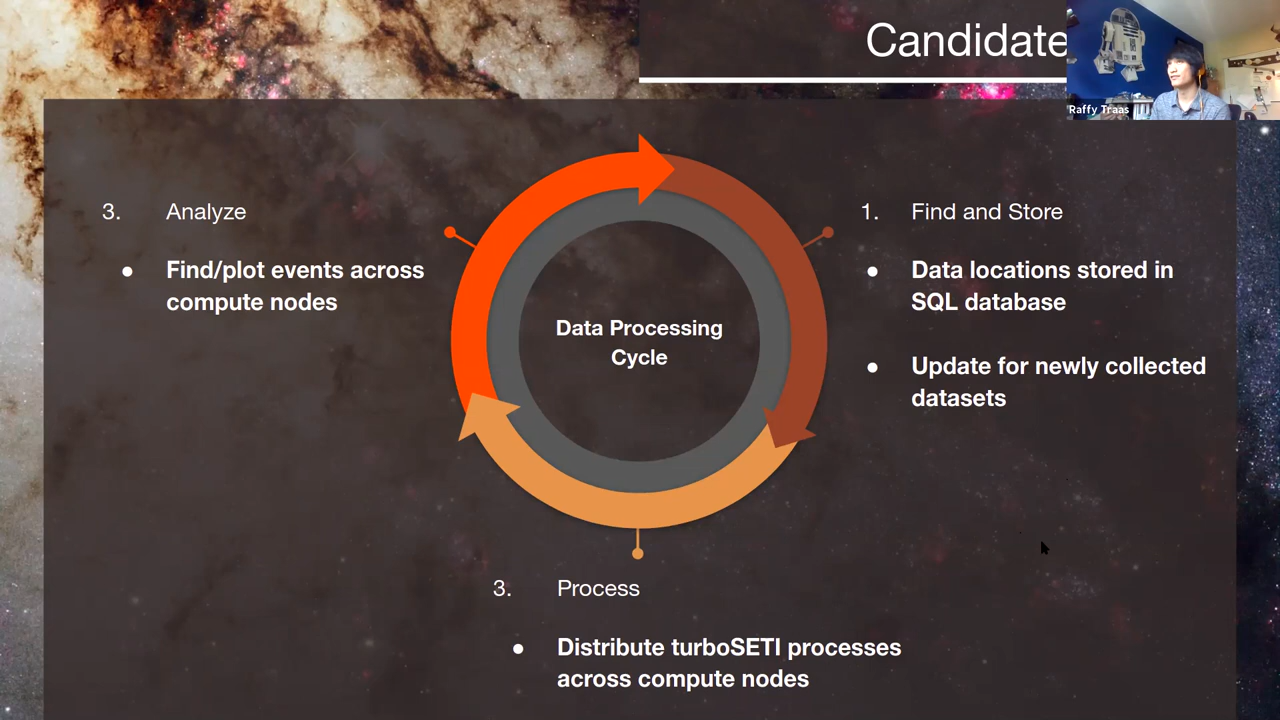 Candidate
Raffy Traas
3. Analyze
● Find/plot events across
compute nodes
Data Processing
Cycle
1. Find and Store
● Data locations stored in
SQL database
● Update for newly collected
datasets
3. Process
● Distribute turboSETI processes
across compute nodes